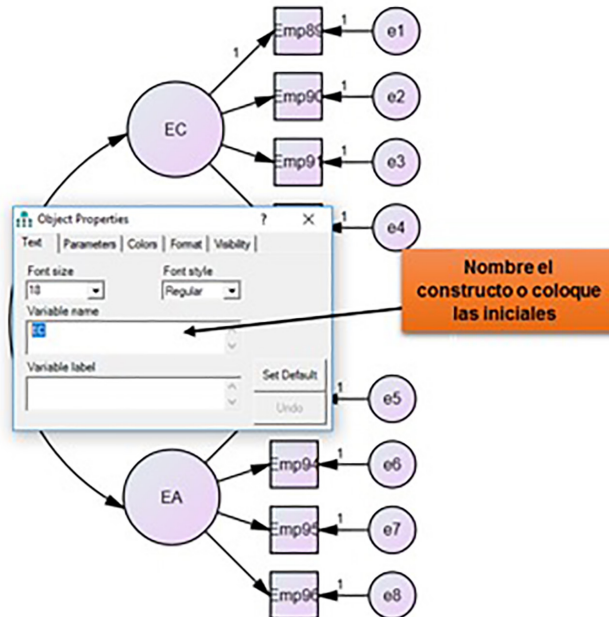 Emp89
1
e1
EC
Emp90
1
e2
Emp91
1
e3
1
e4
Object Properties
?
X
Text
Parameters
Colors
Format
Visibility
Font size
Font style
18
Regular
Variable name
EC
Variable label
Set Default
Undo
Nombre el
constructo o coloque
las iniciales
1
e5
EA
Emp94
1
e6
Emp95
1
e7
Emp96
1
e8
1